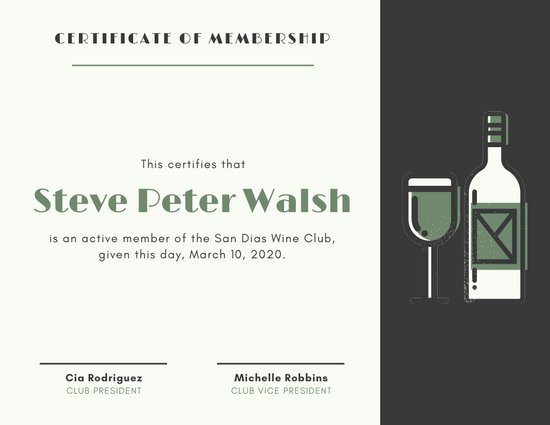 CERTIFICATE OF MEMBERSHIP
This certifies that
Steve Peter Walsh
is an active member of the San Dias Wine Club,
given this day, March 10, 2020.
Cia Rodriguez
CLUB PRESIDENT
Michelle Robbins
CLUB VICE PRESIDENT